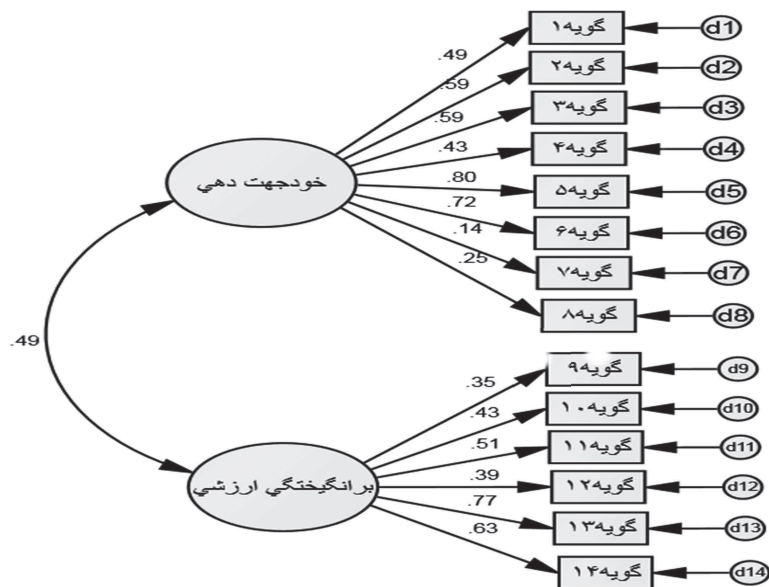 گویه۱
d1
.49
گویه۲
d2
.59
گویه۳
d3
.59
گویه۴
d4
.43
خودجهت دهي
گویه۵
d5
.80
گویه۶
d6
.72
گویه۷
d7
.14
گویه۸
d8
.25
.49
گویه۹
d9
.35
گویه۱۰
d10
.43
گویه۱۱
d11
.51
برانگیختگي ارزشي
گویه۱۲
d12
.39
گویه۱۳
d13
.77
گویه۱۴
d14
.63